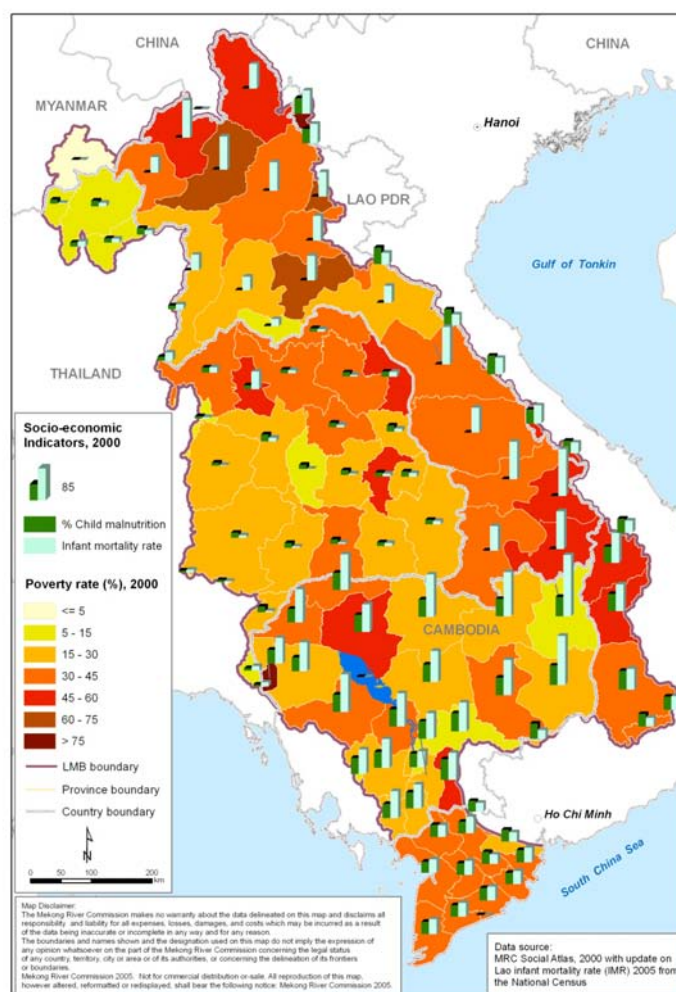 CHINA
CHINA
MYANMAR
Hanoi
LAO PDR
Gulf of Tonkin
THAILAND
Socio-economic
Indicators, 2000
85
% Child malnutrition
Infant mortality rate
Poverty rate (%), 2000
<= 5
5 - 15
15 - 30
30 - 45
45 - 60
60 - 75
> 75
LMB boundary
Province boundary
Country boundary
N
0 50 100 200
km
CAMBODIA
Ho Chi Minh
South China Sea
Map Disclaimer:
The Mekong River Commission makes no warranty about the data delineated on this map and disclaims all
responsibility and liability for all expenses, losses, damages, and costs which may be incurred as a result
of the data being inaccurate or incomplete in any way and for any reason.
The boundaries and names shown and the designation used on this map do not imply the expression of
any opinion whatsoever on the part of the Mekong River Commission concerning the legal status
of any country, territory, city or area or of its authorities, or concerning the delineation of its frontiers
or boundaries.
Mekong River Commission 2005. Not for cmmercial distribution or-sale. All reproduction of this map,
however altered, reformatted or redisplayed, shall bear the following notice: Mekong River Commission 2005.
Data source:
MRC Social Atlas, 2000 with update on
Lao infant mortality rate (IMR) 2005 from
the National Census